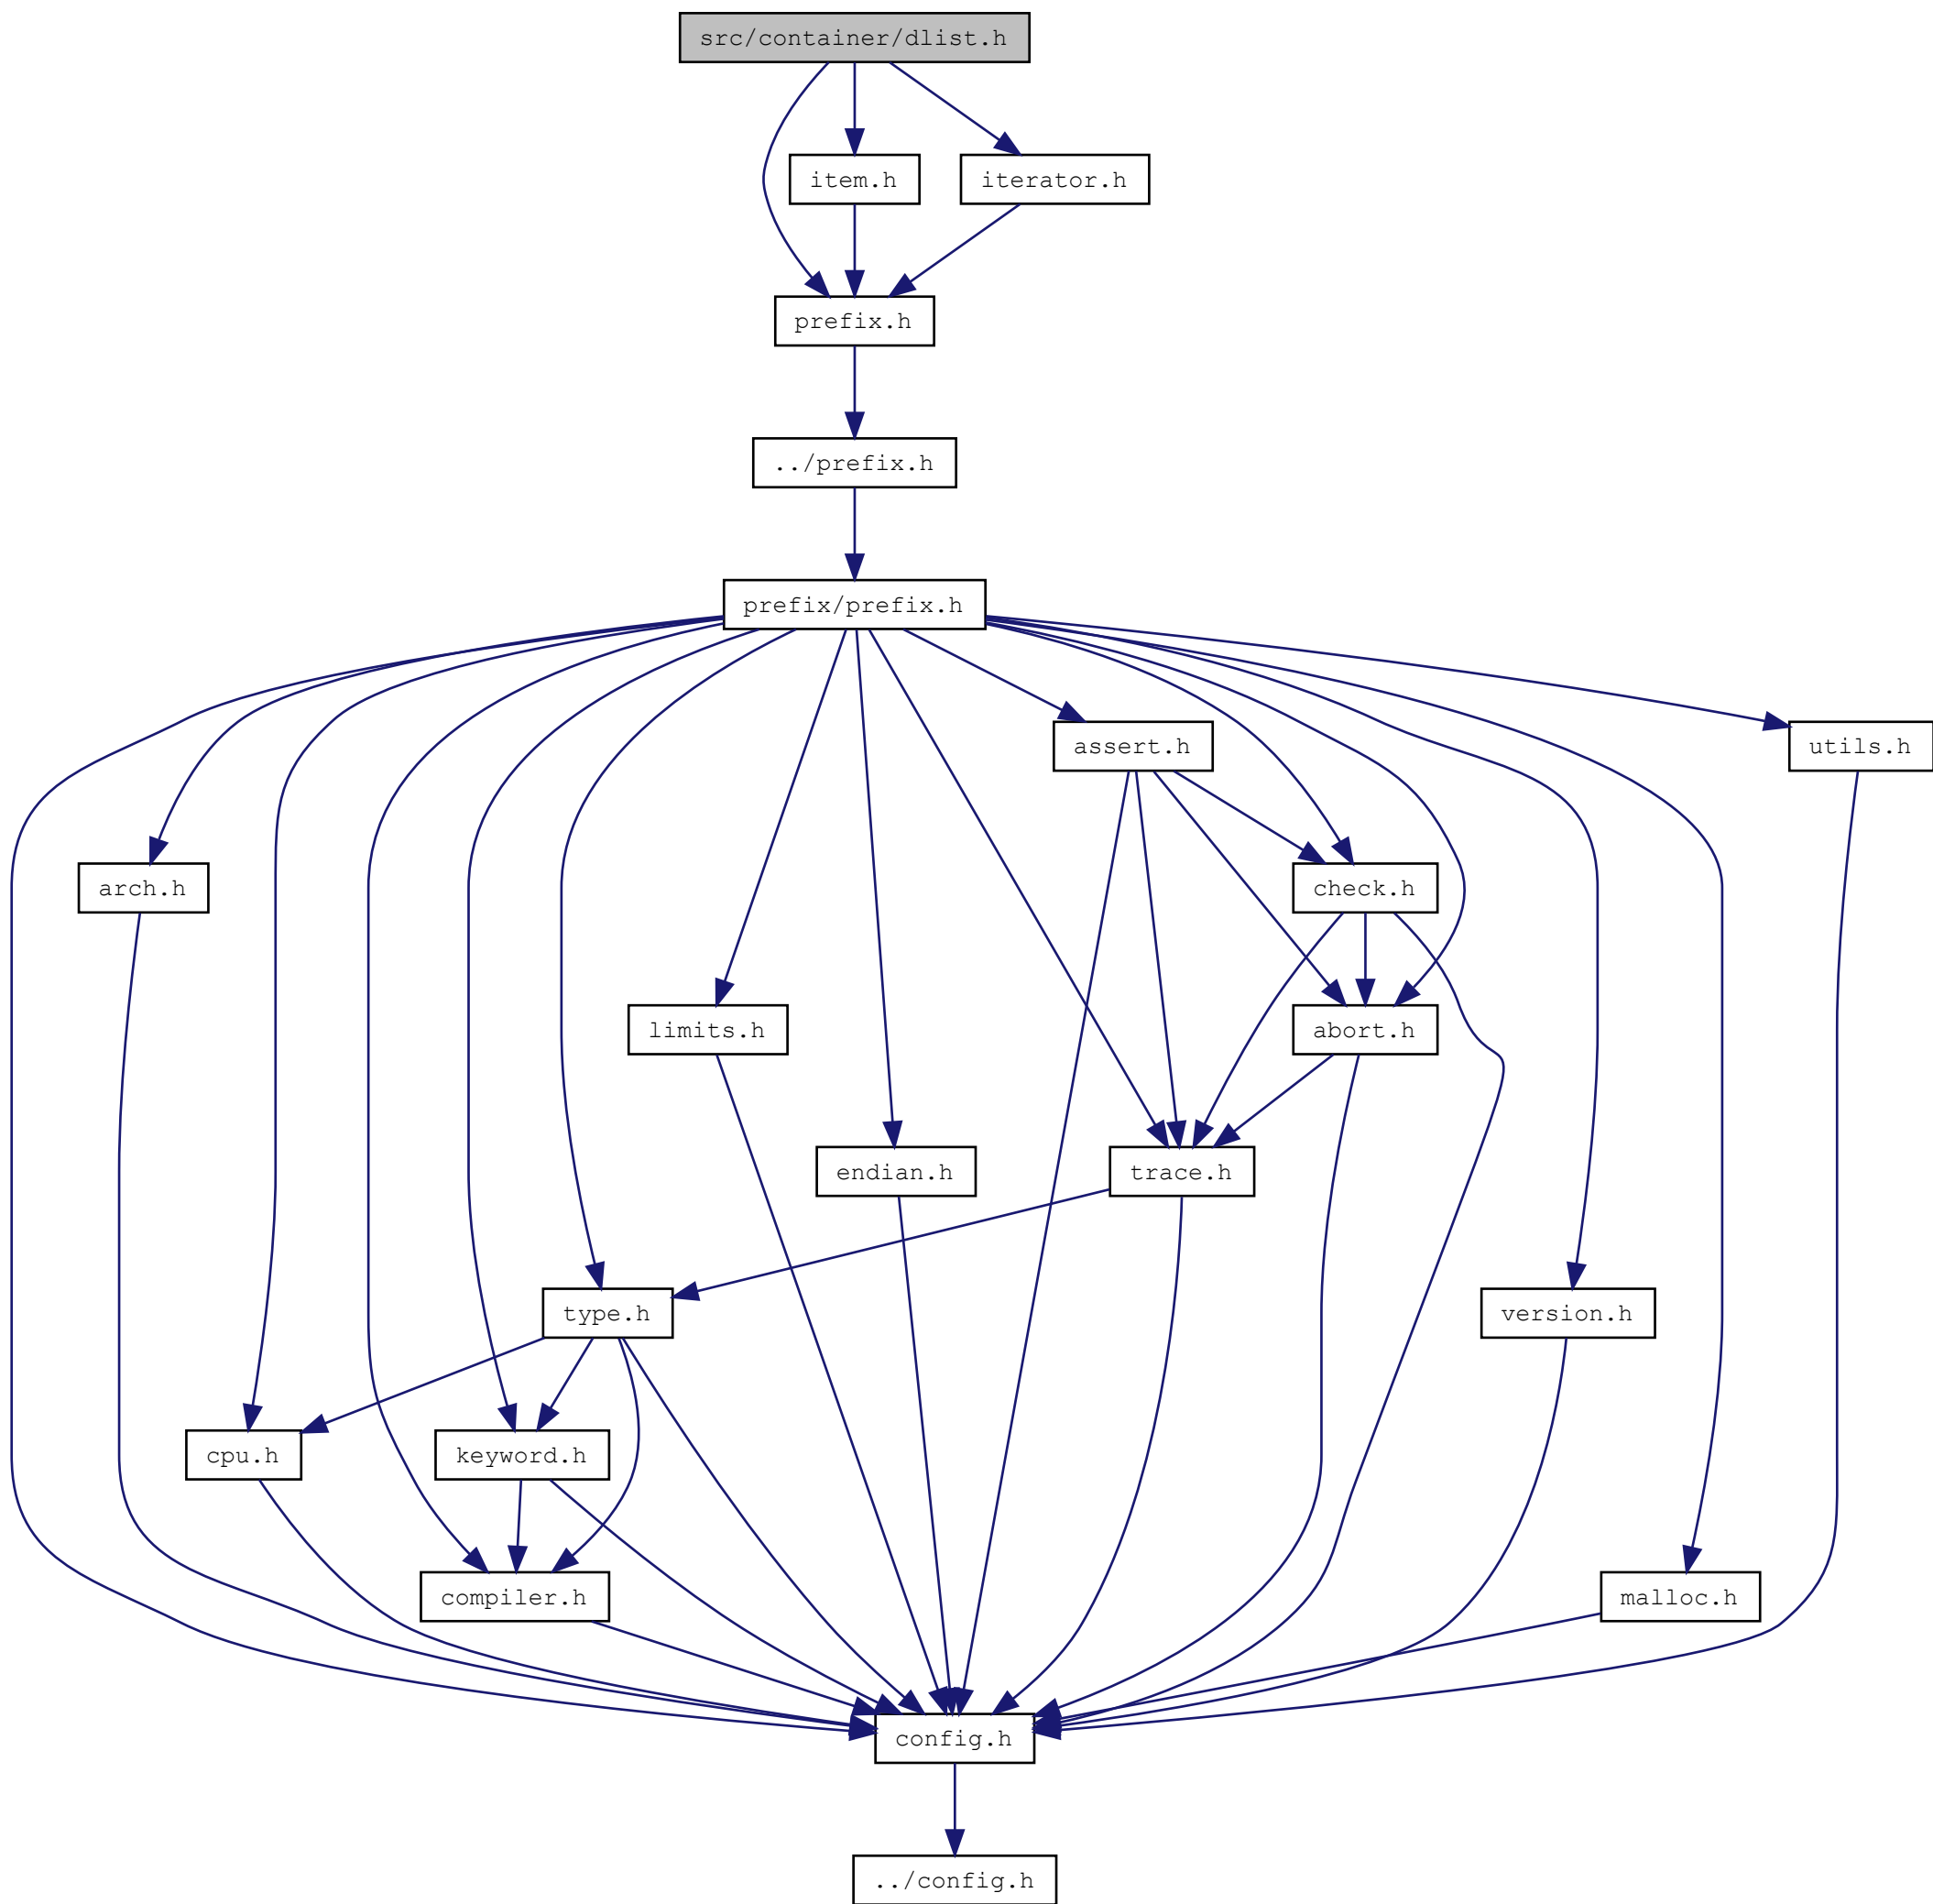 src/container/dlist.h
item.h
iterator.h
prefix.h
../prefix.h
prefix/prefix.h
assert.h
utils.h
arch.h
check.h
limits.h
abort.h
endian.h
trace.h
type.h
version.h
cpu.h
keyword.h
compiler.h
malloc.h
config.h
../config.h